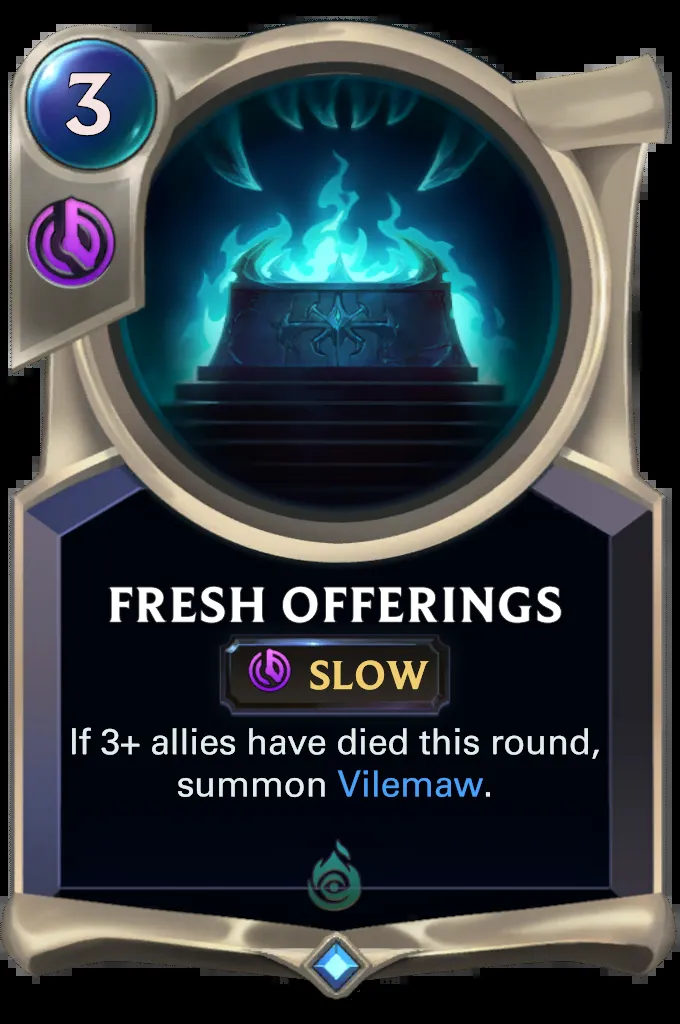 3
FRESH OFFERINGS
SLOW
If 3+ allies have died this round,
summon Vilemaw.